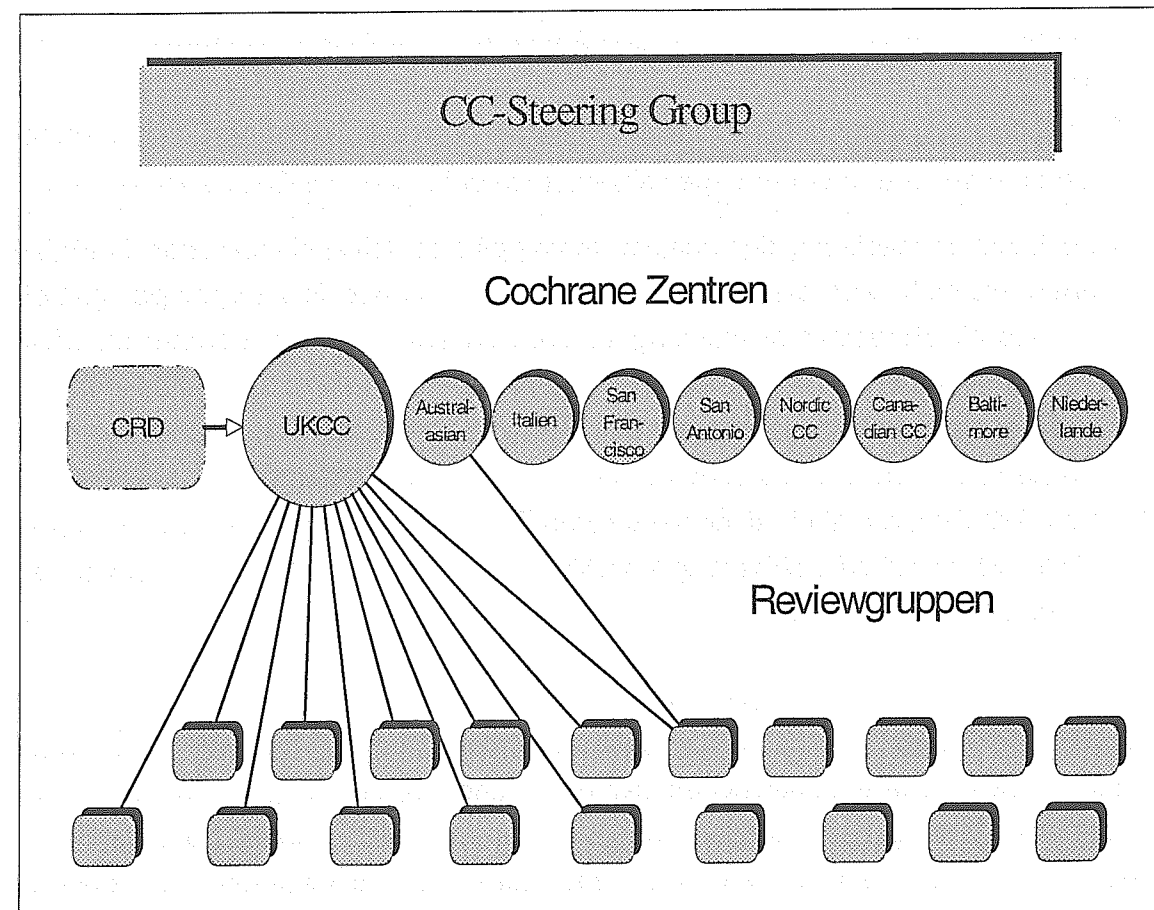 CC-Steering Group
Cochrane Zentren
CRD
UKCC
Austral-
asian
Italien
San
Fran-
cisco
San
Antonio
Nordic
CC
Cana-
dian CC
Balti-
more
Nieder-
lande
Reviewgruppen